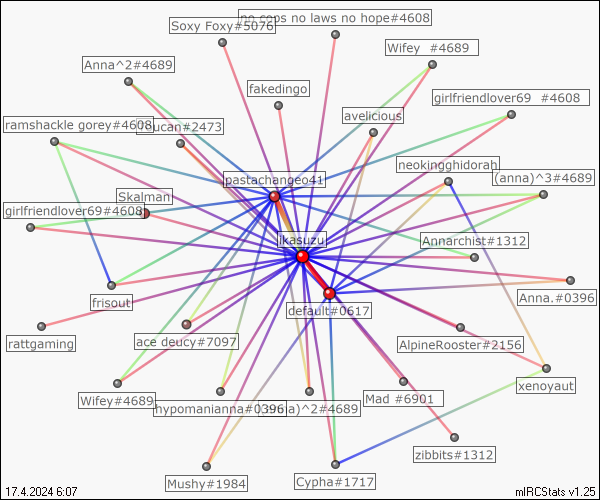 no cops no laws no hope#4608
Soxy Foxy#5076
Wifey #4689
Anna^2#4689
fakedingo
girlfriendlover69 #4608
avelicious
ramshackle gorey#4608
toucan#2473
neokingghidorah
pastachangeo41
(anna)^3#4689
Skalman
girlfriendlover69#4608
ikasuzu
Annarchist#1312
frisout
Anna.#0396
default#0617
rattgaming
ace deucy#7097
AlpineRooster#2156
xenoyaut
Wifey#4689
hypomanianna#0396
)^2#4689
Mad #6901
zibbits#1312
Mushy#1984
Cypha#1717
17.4.2024 6:07
mIRCStats v1.25